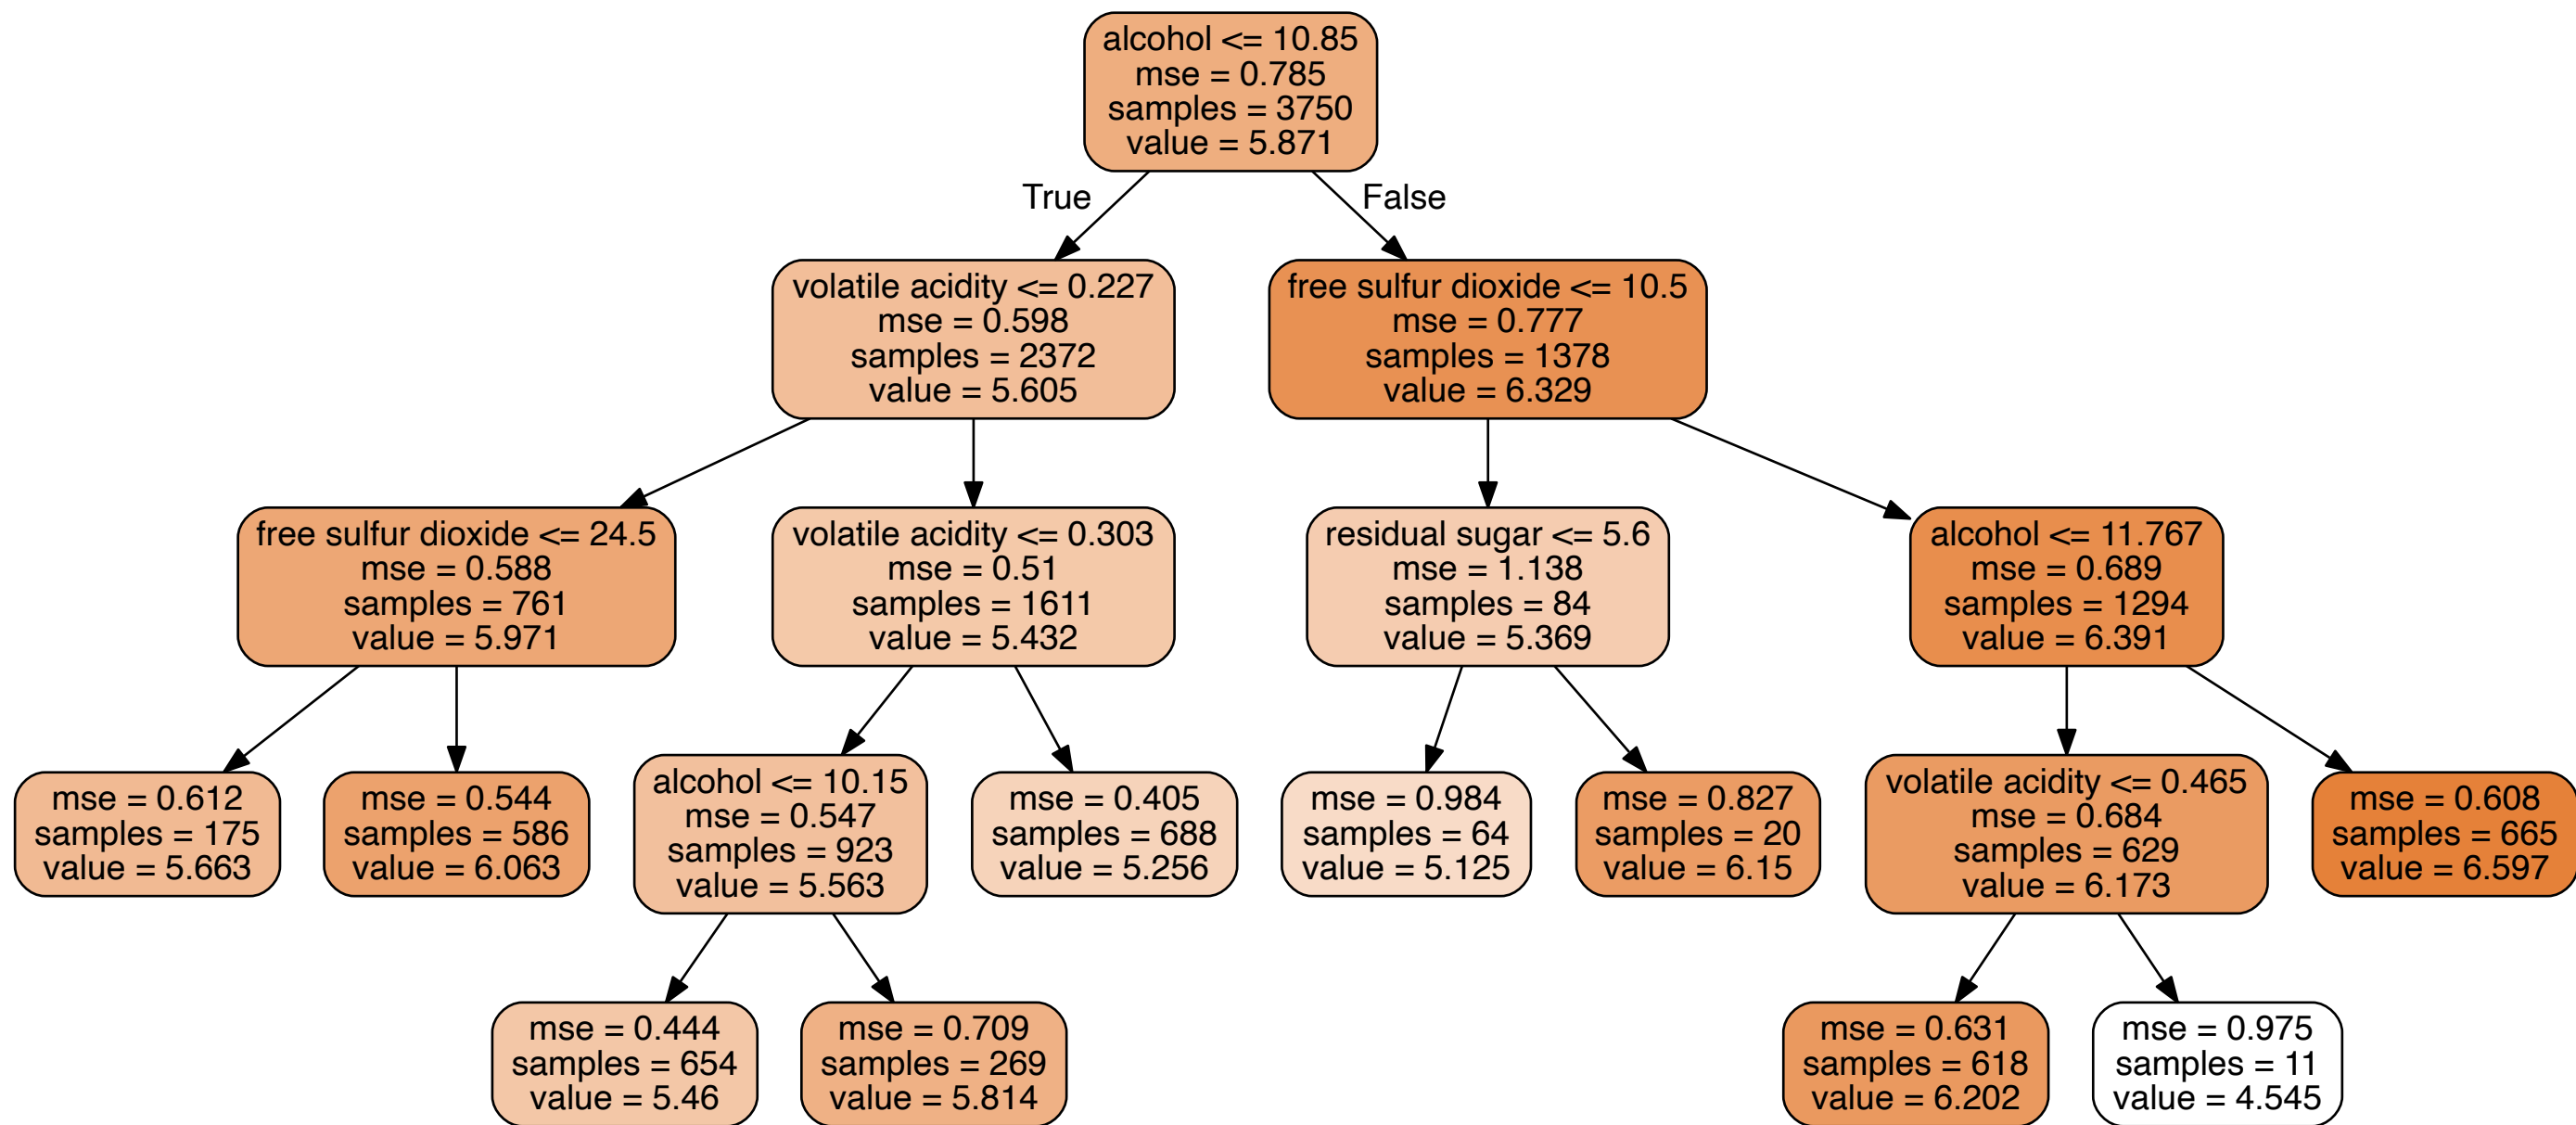 alcohol <= 10.85
mse = 0.785
samples = 3750
value = 5.871
True
False
volatile acidity <= 0.227
mse = 0.598
samples = 2372
value = 5.605
free sulfur dioxide <= 10.5
mse = 0.777
samples = 1378
value = 6.329
free sulfur dioxide <= 24.5
mse = 0.588
samples = 761
value = 5.971
volatile acidity <= 0.303
mse = 0.51
samples = 1611
value = 5.432
residual sugar <= 5.6
mse = 1.138
samples = 84
value = 5.369
alcohol <= 11.767
mse = 0.689
samples = 1294
value = 6.391
mse = 0.612
samples = 175
value = 5.663
mse = 0.544
samples = 586
value = 6.063
alcohol <= 10.15
mse = 0.547
samples = 923
value = 5.563
mse = 0.405
samples = 688
value = 5.256
mse = 0.984
samples = 64
value = 5.125
mse = 0.827
samples = 20
value = 6.15
volatile acidity <= 0.465
mse = 0.684
samples = 629
value = 6.173
mse = 0.608
samples = 665
value = 6.597
mse = 0.444
samples = 654
value = 5.46
mse = 0.709
samples = 269
value = 5.814
mse = 0.631
samples = 618
value = 6.202
mse = 0.975
samples = 11
value = 4.545